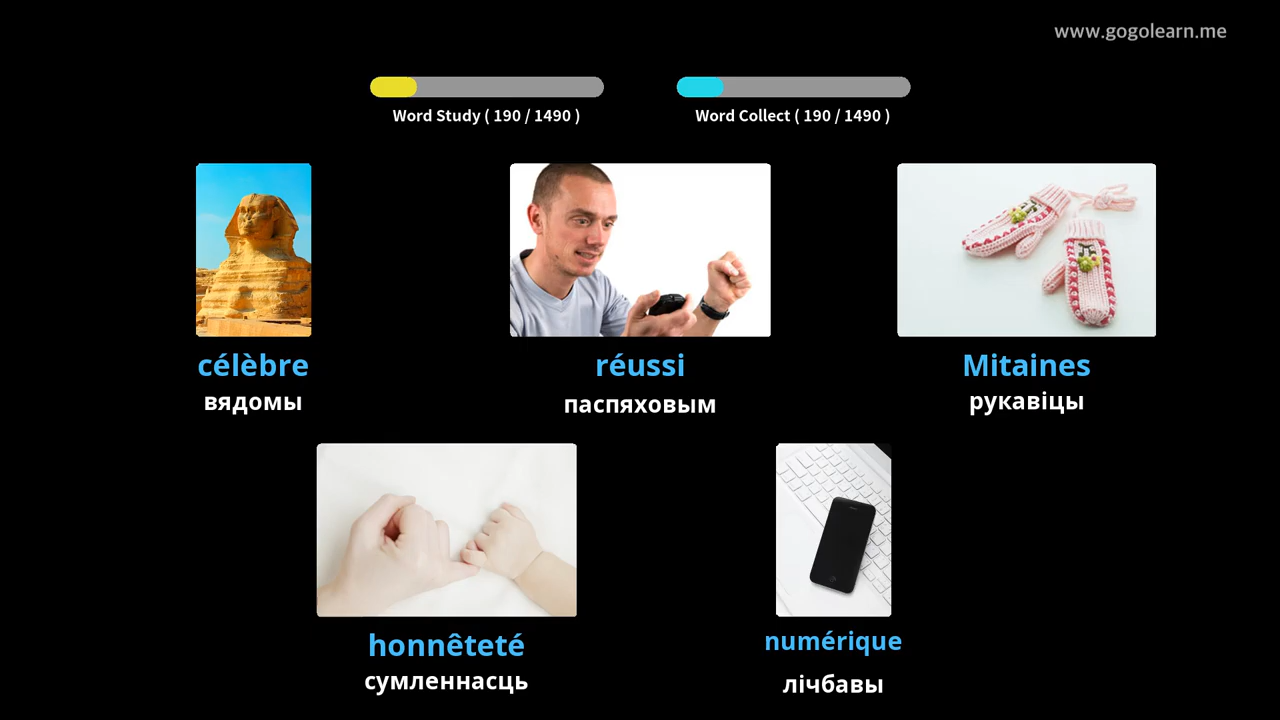 www.gogolearn.me
Word Study ( 190 / 1490 )
Word Collect ( 190 / 1490 )
célèbre
вядомы
réussi
паспяховым
Mitaines
рукавіцы
honnêteté
сумленнасць
numérique
лічбавы